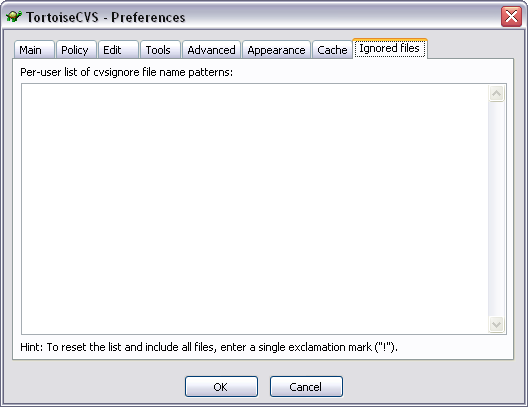 TortoiseCVS - Preferences
Main Policy Edit Tools Advanced Appearance Cache Ignored files
Per-user list of cvsignore file name patterns:
Hint: To reset the list and include all files, enter a single exclamation mark ("!").
OK Cancel